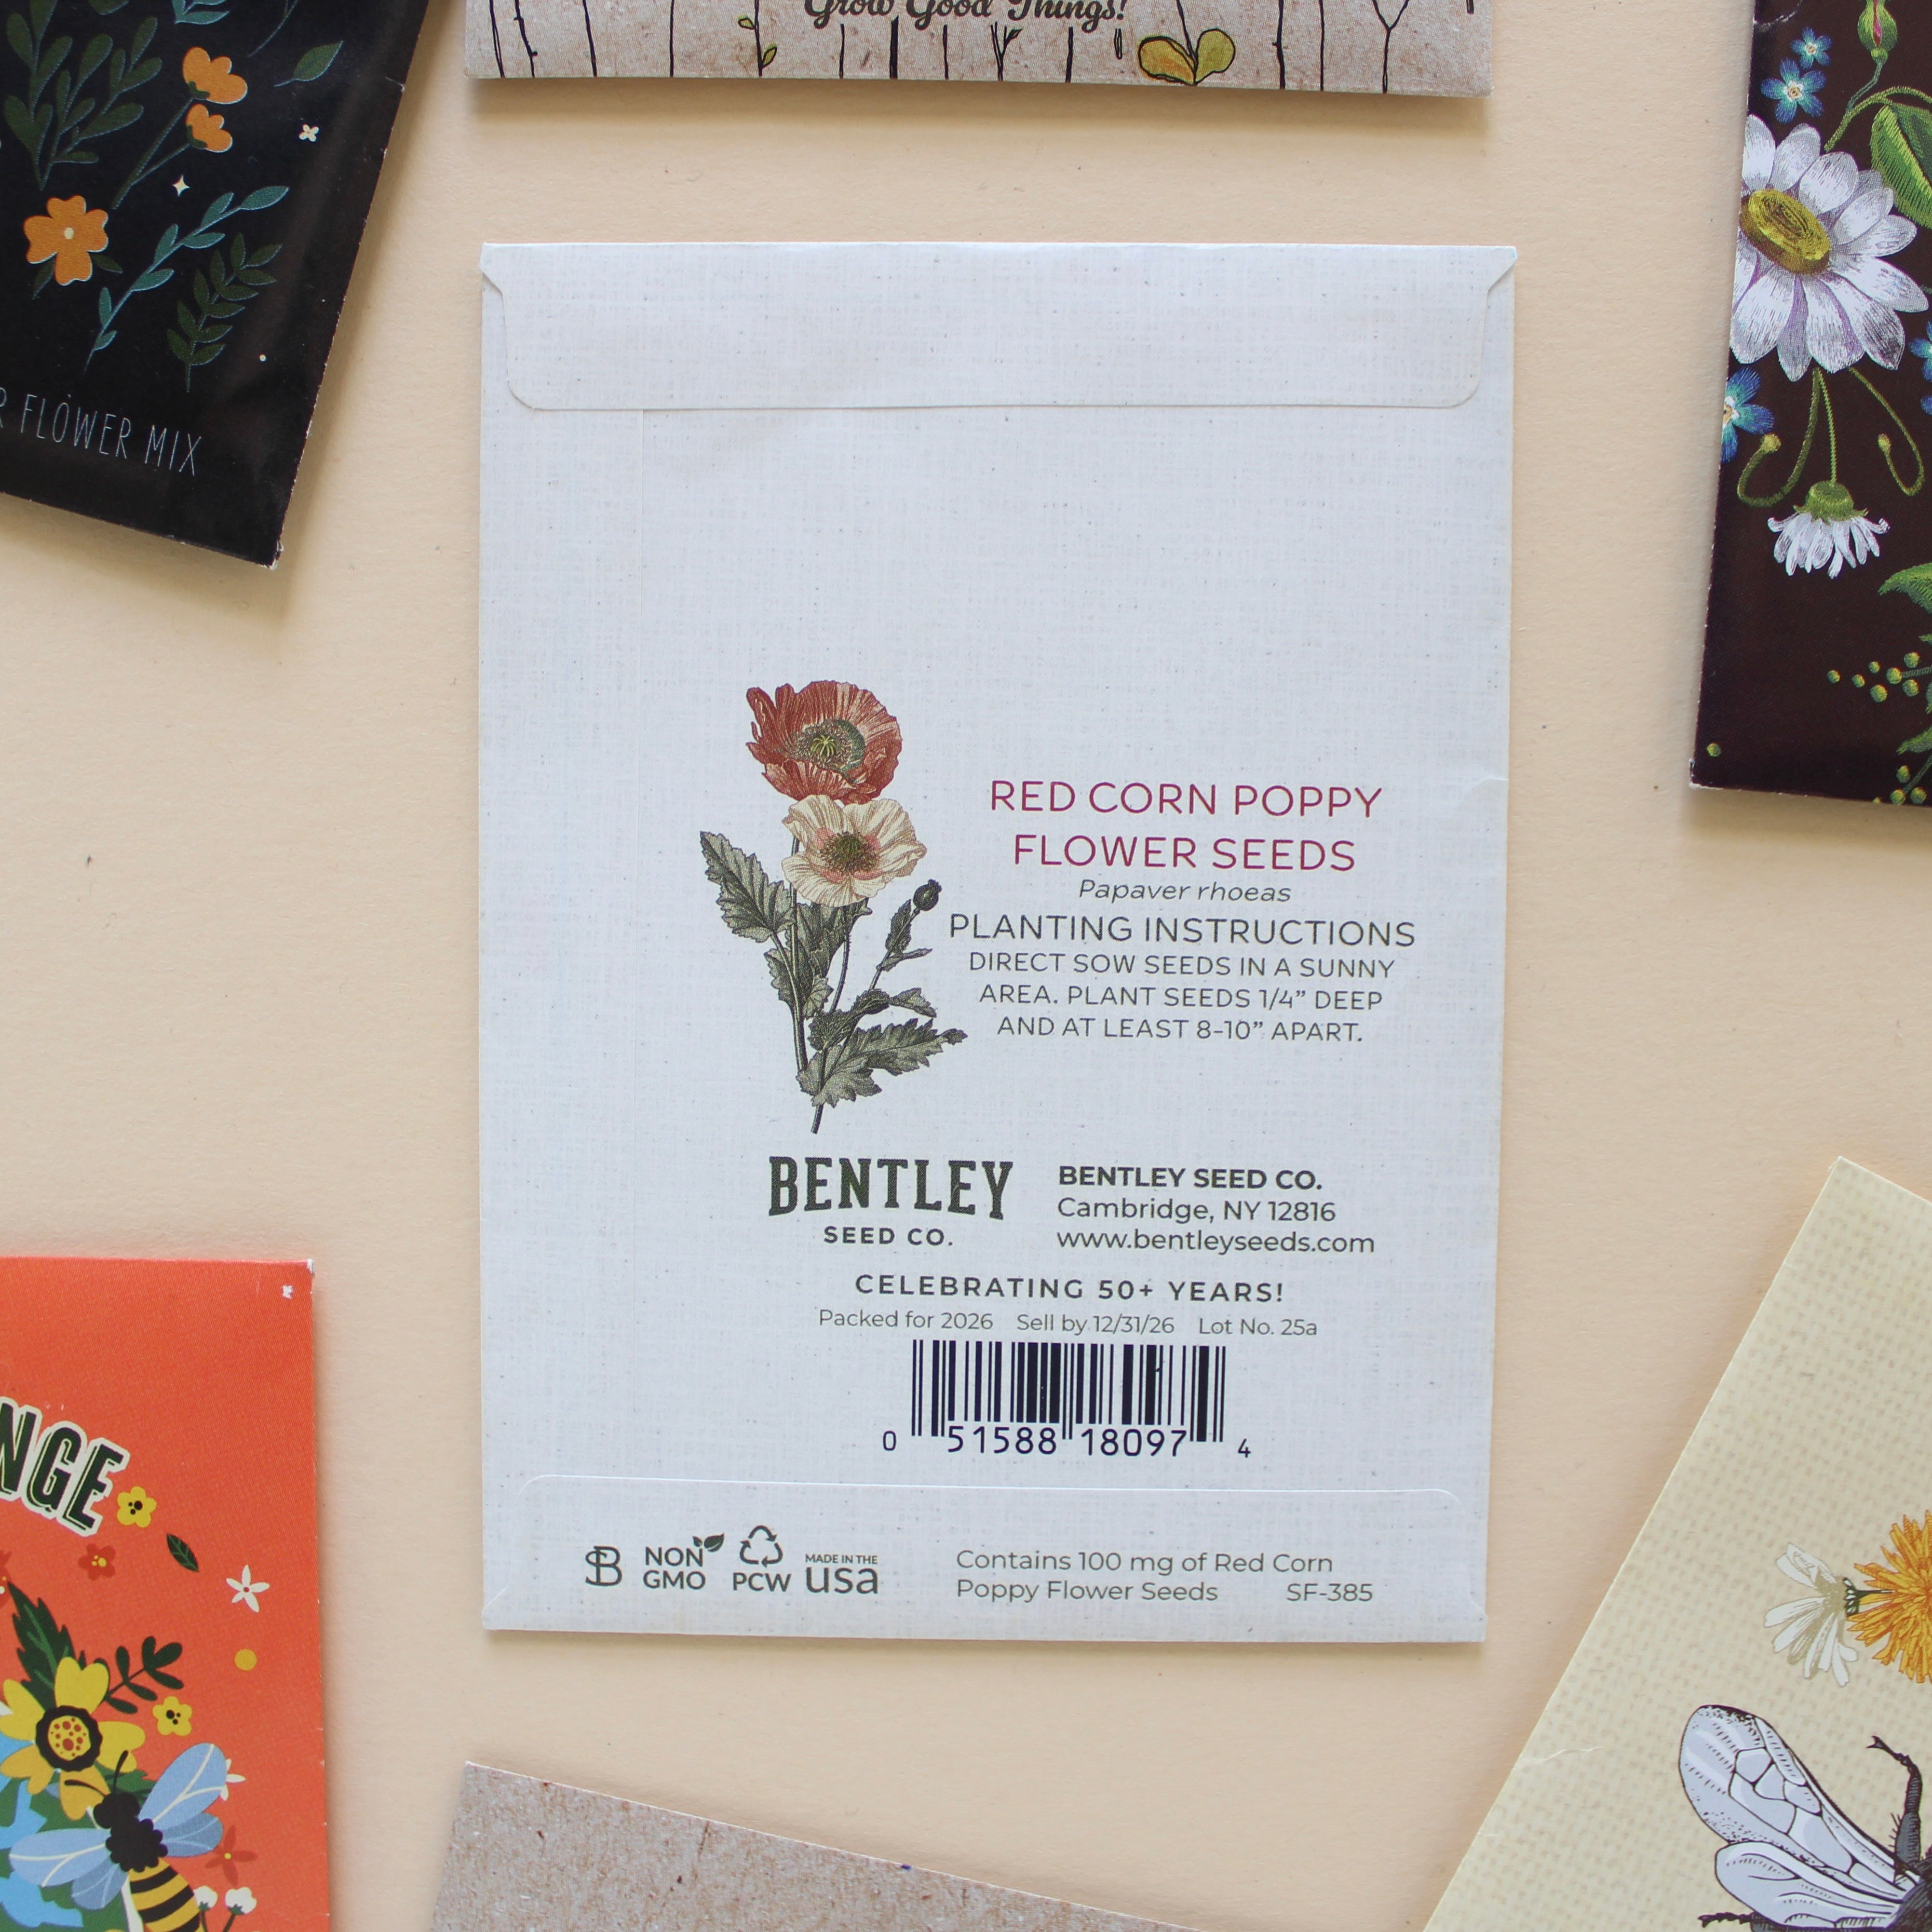 Grow Good Things!
FLOWER MIX
RED CORN POPPY
FLOWER SEEDS
Papaver rhoeas
PLANTING INSTRUCTIONS
DIRECT SOW SEEDS IN A SUNNY
AREA. PLANT SEEDS 1/4” DEEP
AND AT LEAST 8-10” APART.
BENTLEY
SEED CO.
BENTLEY SEED CO.
Cambridge, NY 12816
www.bentleyseeds.com
CELEBRATING 50+ YEARS!
Packed for 2026 Sell by 12/31/26 Lot No. 25a
0 51588 18097 4
NGE
B
NON
GMO
PCW
MADE IN THE
usa
Contains 100 mg of Red Corn
Poppy Flower Seeds SF-385